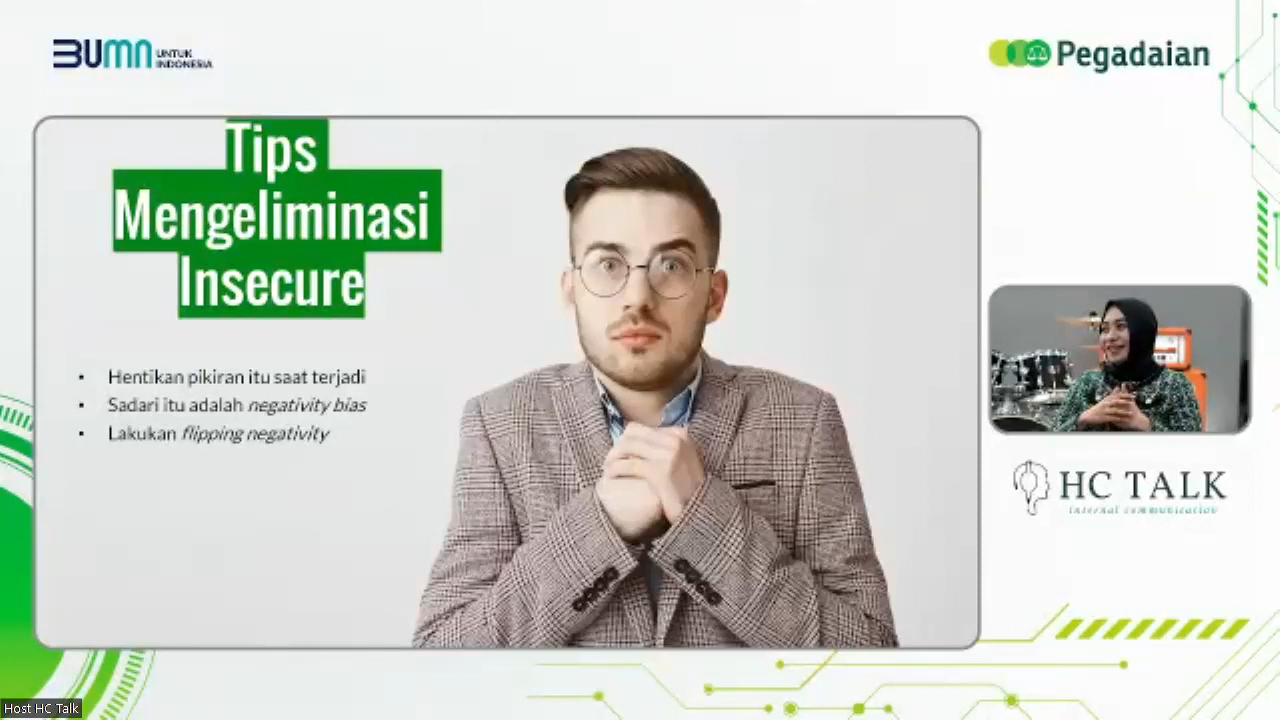 BUMN UNTUK
INDONESIA
Pegadaian
Tips
Mengeliminasi
Insecure
• Hentikan pikiran itu saat terjadi
• Sadari itu adalah negativity bias
• Lakukan flipping negativity
HC TALK
internal communication
Host HC Talk